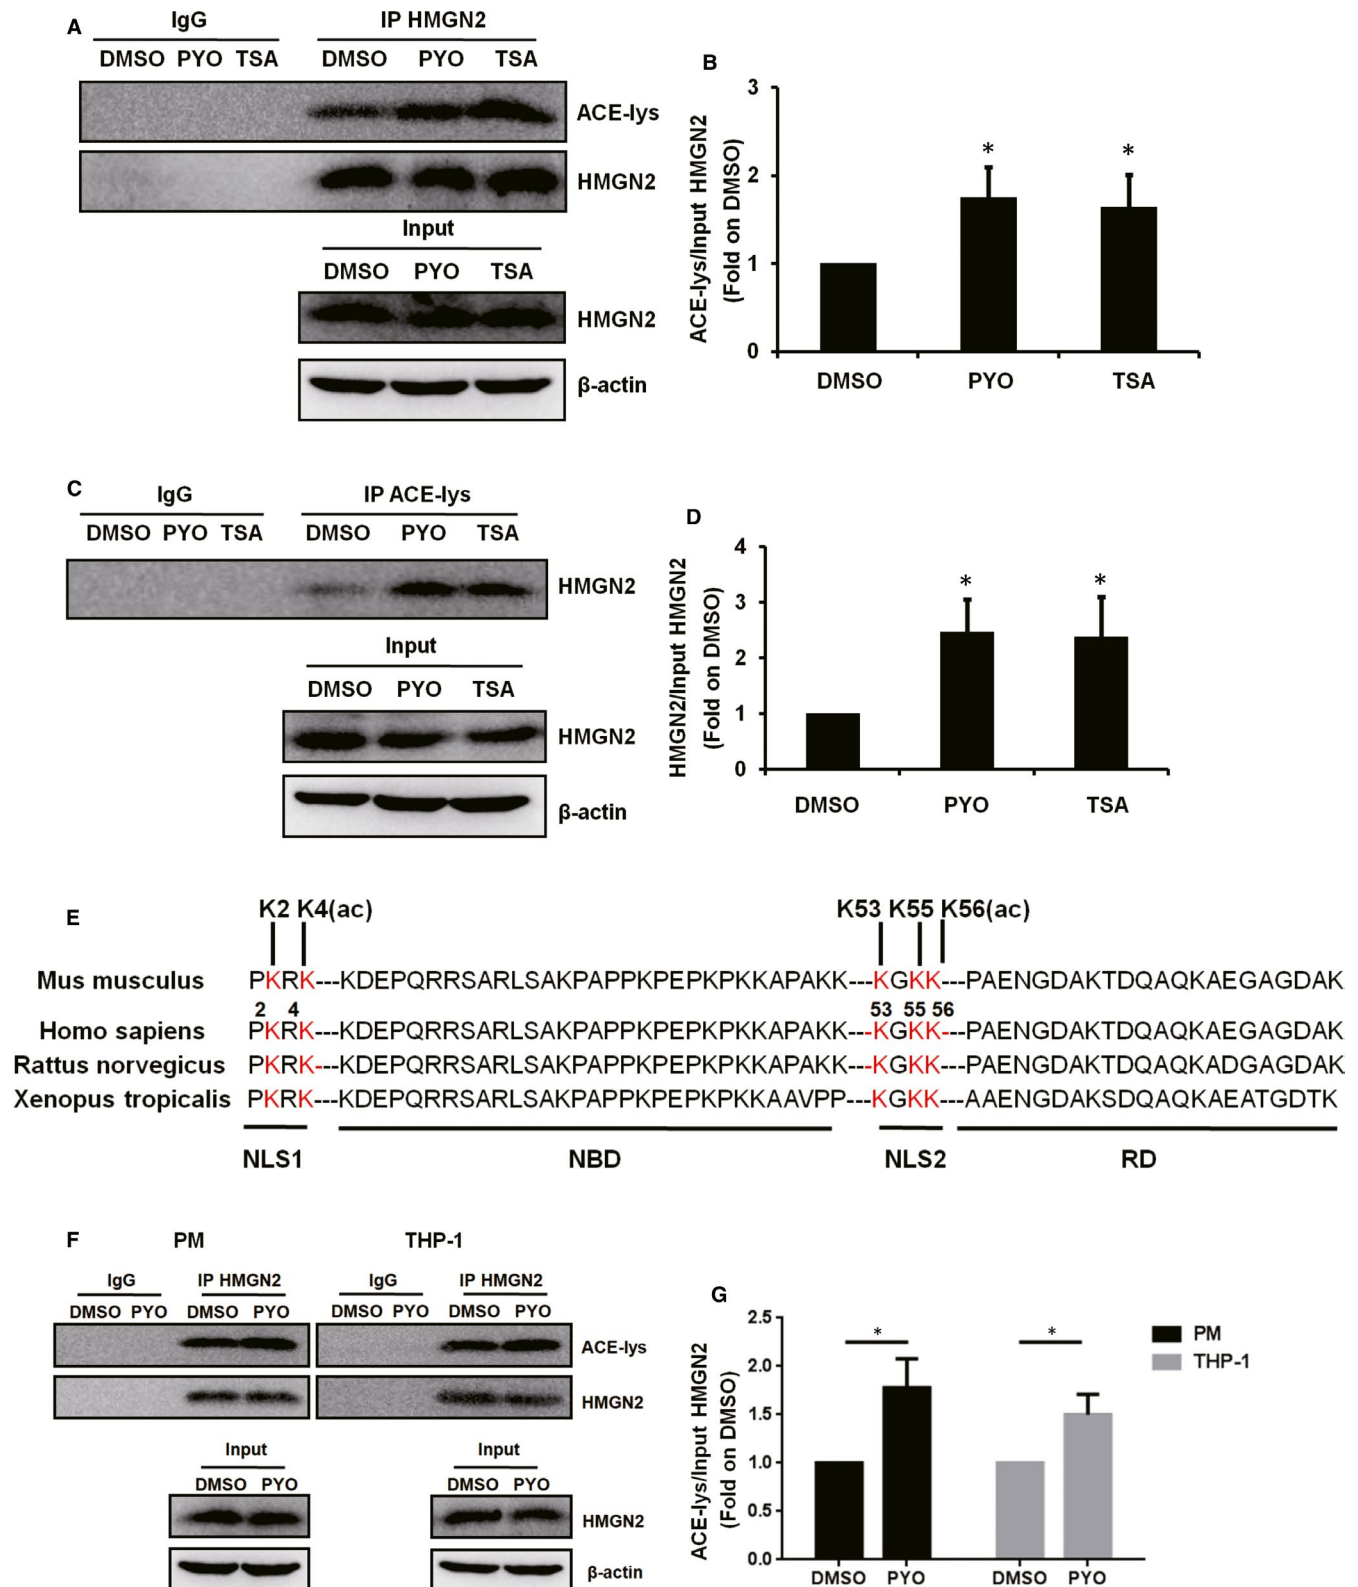 A
IgG IP HMGN2
DMSO PYO TSA DMSO PYO TSA
ACE-lys
HMGN2
Input
DMSO PYO TSA
HMGN2
β-actin
B
ACE-lys/Input HMGN2
(Fold on DMSO)
3
2
1
0
* *
DMSO PYO TSA
C
IgG IP ACE-lys
DMSO PYO TSA DMSO PYO TSA
HMGN2
Input
DMSO PYO TSA
HMGN2
β-actin
D
HMGN2/Input HMGN2
(Fold on DMSO)
4
3
2
1
0
* *
DMSO PYO TSA
E
K2 K4(ac) K53 K55 K56(ac)
Mus musculus PKRK---KDEPQRRSARLSAKPAPPKPEPKPKKAPAKK---KGKK---PAENGDAKTDQAQKAEGAGDAK
2 4 53 55 56
Homo sapiens PKRK---KDEPQRRSARLSAKPAPPKPEPKPKKAPAKK---KGKK---PAENGDAKTDQAQKAEGAGDAK
Rattus norvegicus PKRK---KDEPQRRSARLSAKPAPPKPEPKPKKAPAKK---KGKK---PAENGDAKTDQAQKADGAGDAK
Xenopus tropicalis PKRK---KDEPQRRSARLSAKPAPPKPEPKPKKAAVPP---KGKK---AAENGDAKSDQAQKAEATGDTK
NLS1 NBD NLS2 RD
F
PM THP-1
IgG IP HMGN2 IgG IP HMGN2
DMSO PYO DMSO PYO DMSO PYO DMSO PYO
ACE-lys
HMGN2
Input Input
DMSO PYO DMSO PYO
HMGN2
β-actin
G
ACE-lys/Input HMGN2
(Fold on DMSO)
2.5
2.0
1.5
1.0
0.5
0.0
* *
DMSO PYO DMSO PYO
PM
THP-1